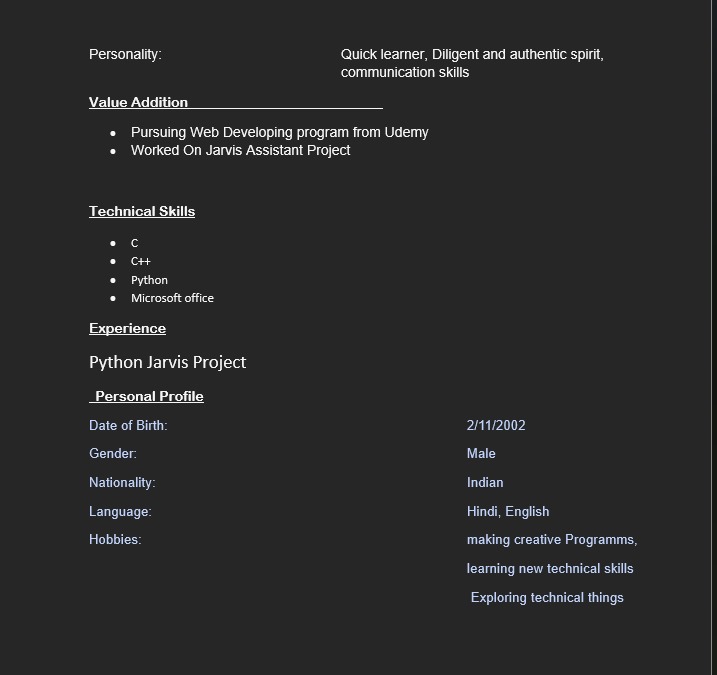 Personality: Quick learner, Diligent and authentic spirit,
communication skills
Value Addition
• Pursuing Web Developing program from Udemy
• Worked On Jarvis Assistant Project
Technical Skills
• C
• C++
• Python
• Microsoft office
Experience
Python Jarvis Project
Personal Profile
Date of Birth: 2/11/2002
Gender: Male
Nationality: Indian
Language: Hindi, English
Hobbies: making creative Programms,
learning new technical skills
Exploring technical things